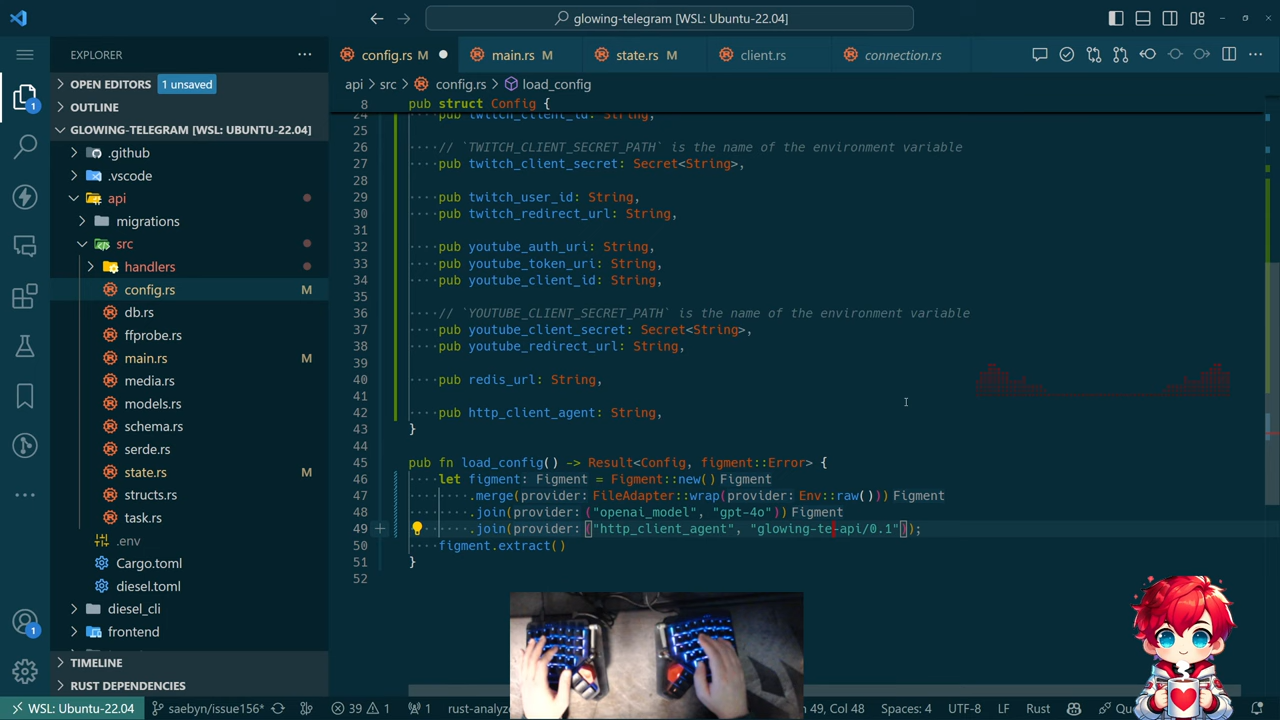 glowing-telegram [WSL: Ubuntu-22.04]
EXPLORER
OPEN EDITORS 1 unsaved
OUTLINE
GLOWING-TELEGRAM [WSL: UBUNTU-22.04]
.github
.vscode
api
migrations
src
handlers
config.rs M
db.rs
ffprobe.rs
main.rs M
media.rs
models.rs
schema.rs
serde.rs
state.rs M
structs.rs
task.rs
.env
Cargo.toml
diesel.toml
diesel_cli
frontend
TIMELINE
RUST DEPENDENCIES
1
1
config.rs M
main.rs M
state.rs M
client.rs
connection.rs
api > src > config.rs > load_config
8 pub struct Config {
24 pub twitch_client_id: String,
25
26 // `TWITCH_CLIENT_SECRET_PATH` is the name of the environment variable
27 pub twitch_client_secret: Secret<String>,
28
29 pub twitch_user_id: String,
30 pub twitch_redirect_url: String,
31
32 pub youtube_auth_uri: String,
33 pub youtube_token_uri: String,
34 pub youtube_client_id: String,
35
36 // `YOUTUBE_CLIENT_SECRET_PATH` is the name of the environment variable
37 pub youtube_client_secret: Secret<String>,
38 pub youtube_redirect_url: String,
39
40 pub redis_url: String,
41
42 pub http_client_agent: String,
43 }
44
45 pub fn load_config() -> Result<Config, figment::Error> {
46 let figment: Figment = Figment::new() Figment
47 .merge(provider: FileAdapter::wrap(provider: Env::raw())) Figment
48 .join(provider: ("openai_model", "gpt-4o")) Figment
49 .join(provider: ("http_client_agent", "glowing-te-api/0.1"));
50 figment.extract()
51 }
52
WSL: Ubuntu-22.04 saebyn/issue156* 39 1 1 Spaces: 4 UTF-8 LF Rust